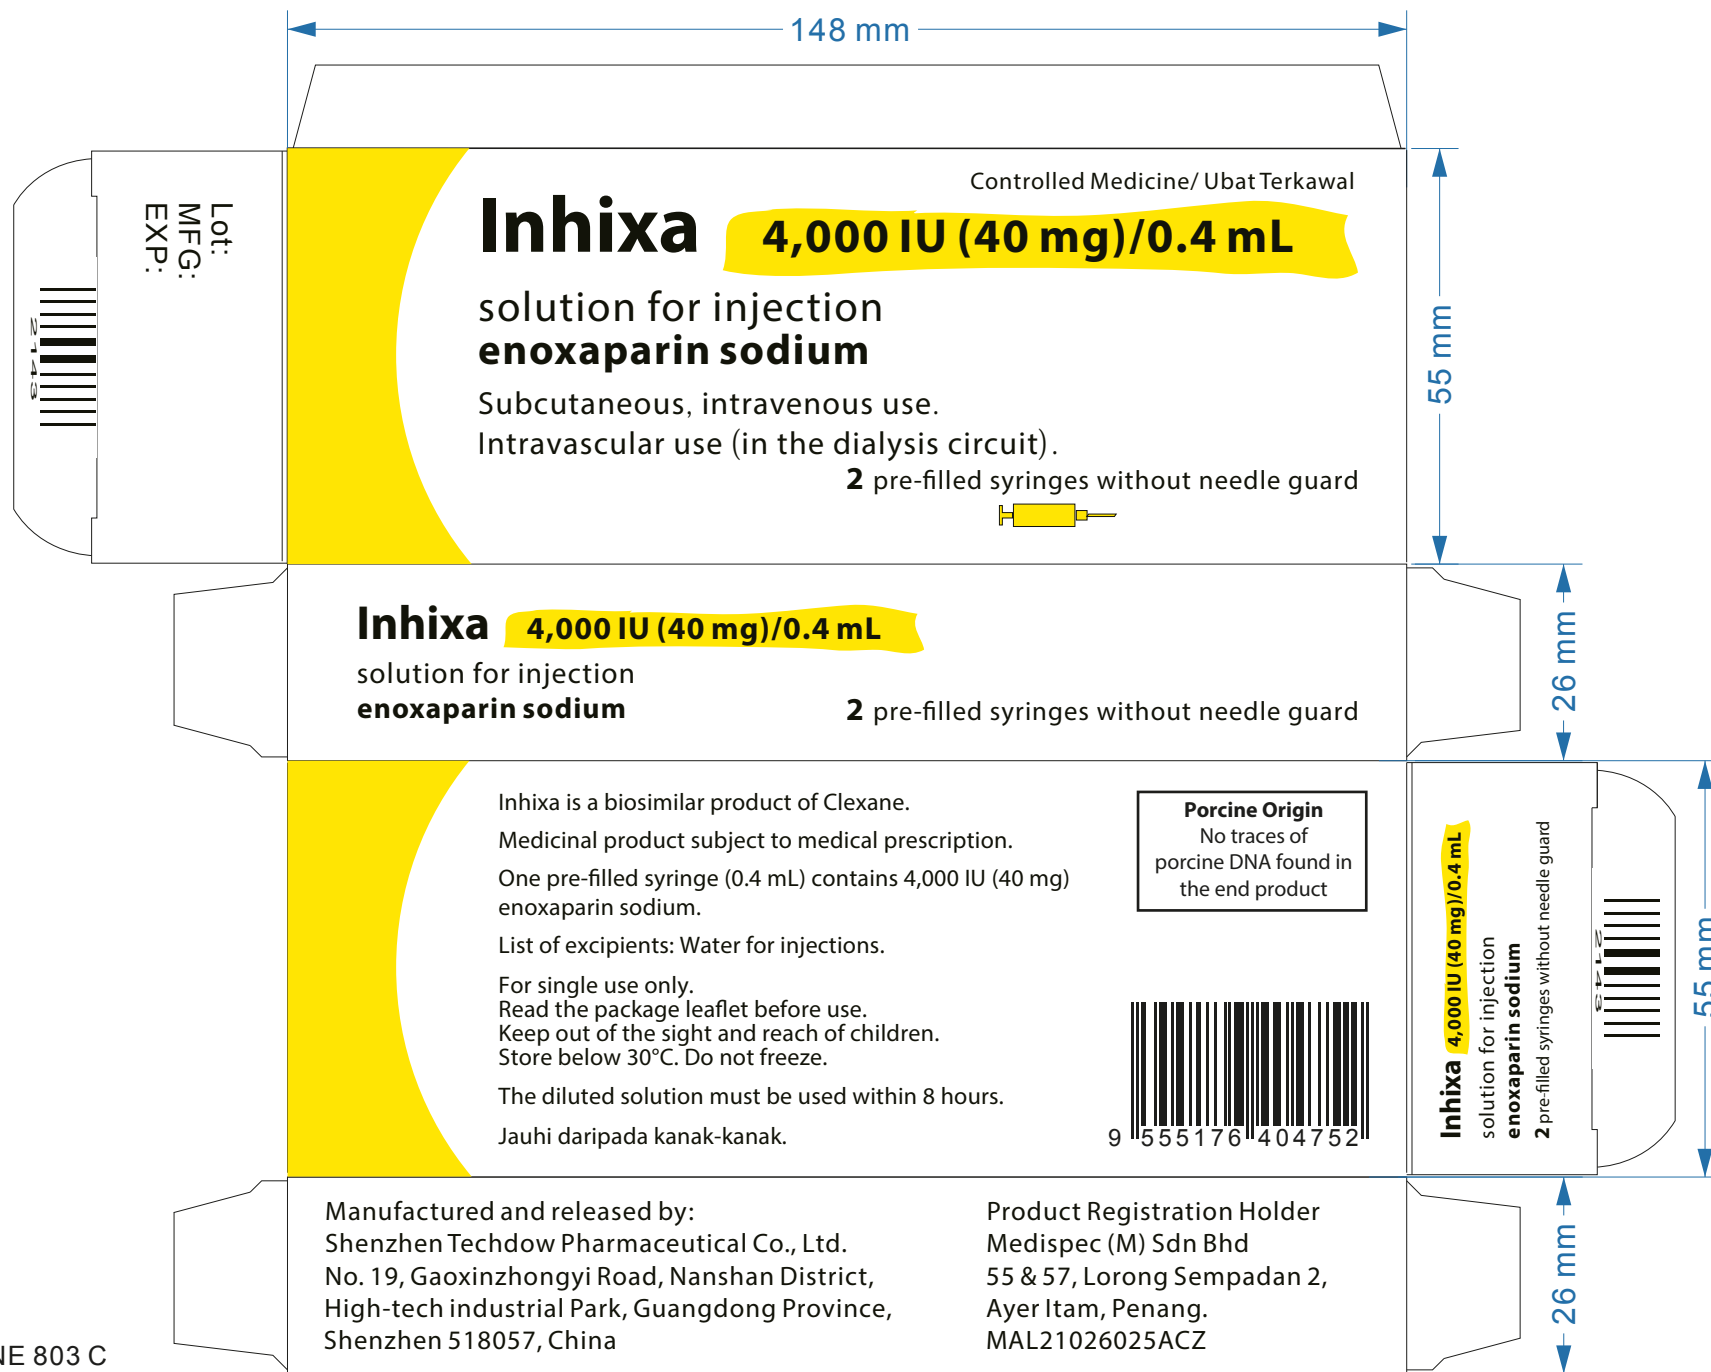 148 mm
Lot:
MFG:
EXP:
2143
Controlled Medicine/ Ubat Terkawal
Inhixa 4,000 IU (40 mg)/0.4 mL
solution for injection
enoxaparin sodium
Subcutaneous, intravenous use.
Intravascular use (in the dialysis circuit).
2 pre-filled syringes without needle guard
55 mm
Inhixa 4,000 IU (40 mg)/0.4 mL
solution for injection
enoxaparin sodium
2 pre-filled syringes without needle guard
26 mm
Inhixa is a biosimilar product of Clexane.
Medicinal product subject to medical prescription.
One pre-filled syringe (0.4 mL) contains 4,000 IU (40 mg)
enoxaparin sodium.
List of excipients: Water for injections.
For single use only.
Read the package leaflet before use.
Keep out of the sight and reach of children.
Store below 30°C. Do not freeze.
The diluted solution must be used within 8 hours.
Jauhi daripada kanak-kanak.
Porcine Origin
No traces of
porcine DNA found in
the end product
9 555176 404752
Inhixa 4,000 IU (40 mg)/0.4 mL
solution for injection
enoxaparin sodium
2 pre-filled syringes without needle guard
2143
55 mm
Manufactured and released by:
Shenzhen Techdow Pharmaceutical Co., Ltd.
No. 19, Gaoxinzhongyi Road, Nanshan District,
High-tech industrial Park, Guangdong Province,
Shenzhen 518057, China
Product Registration Holder
Medispec (M) Sdn Bhd
55 & 57, Lorong Sempadan 2,
Ayer Itam, Penang.
MAL21026025ACZ
26 mm
803 C